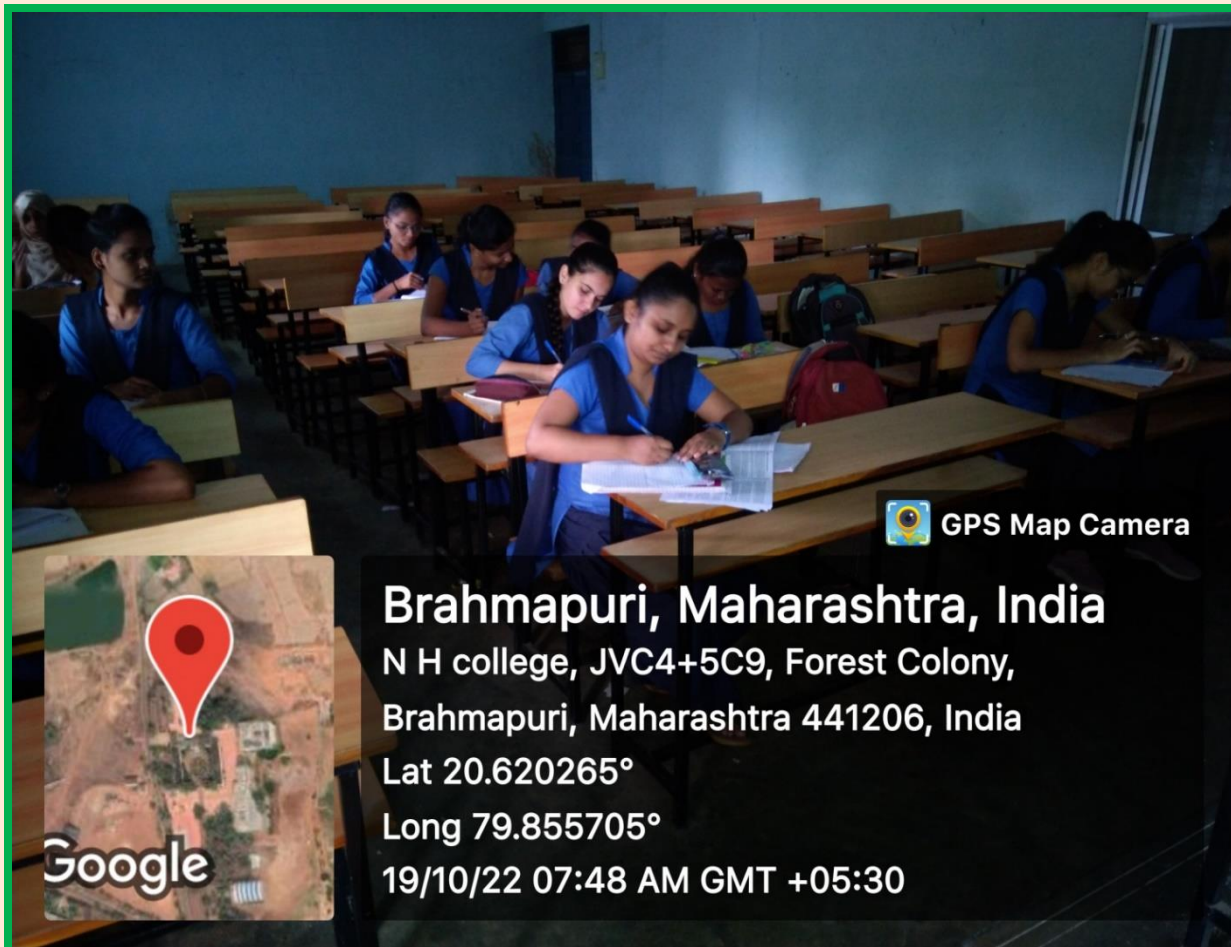 GPS Map Camera
Brahmapuri, Maharashtra, India
N H college, JVC4+5C9, Forest Colony,
Brahmapuri, Maharashtra 441206, India
Lat 20.620265°
Long 79.855705°
19/10/22 07:48 AM GMT +05:30
Google